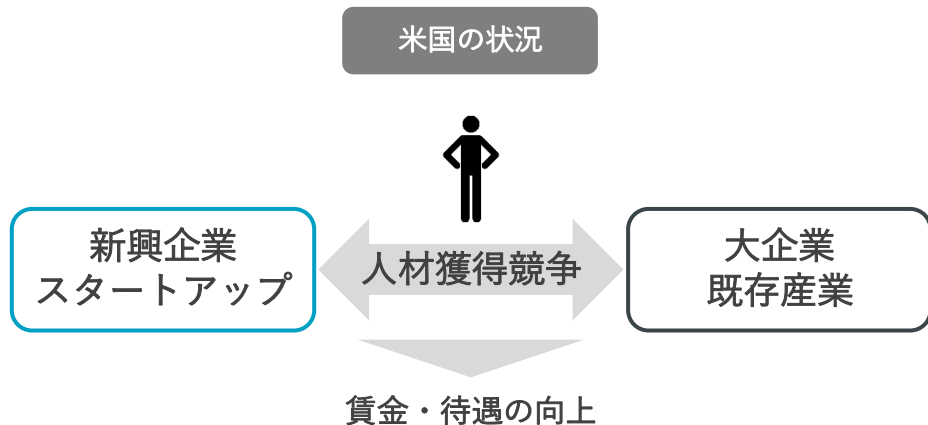 米国の状況
新興企業
スタートアップ
人材獲得競争
大企業
既存産業
賃金・待遇の向上